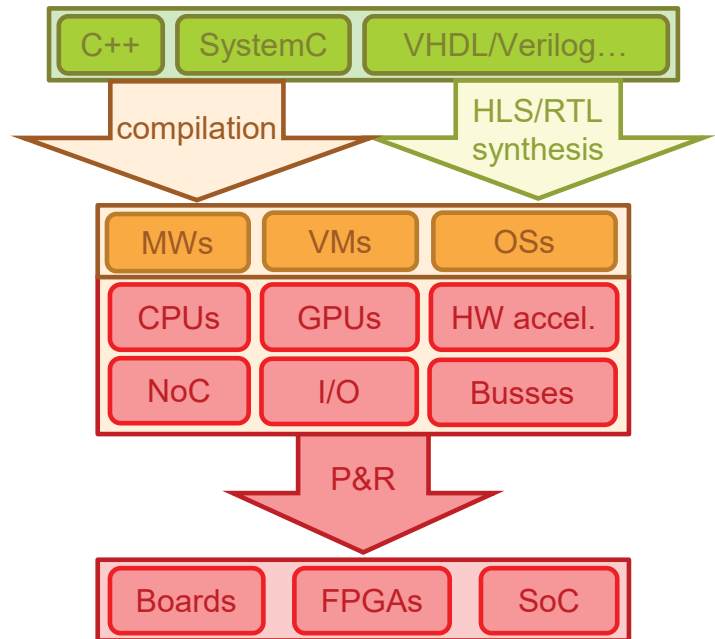 C++ SystemC VHDL/Verilog…
compilation HLS/RTL
synthesis
MWs VMs OSs
CPUs GPUs HW accel.
NoC I/O Busses
P&R
Boards FPGAs SoC